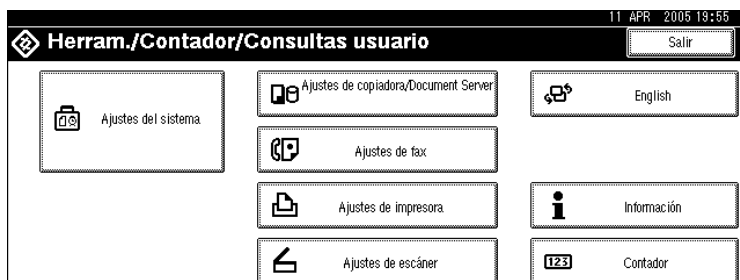 11 APR 2005 19:55
Herram./Contador/Consultas usuario
Salir
Ajustes del sistema
Ajustes de copiadora/Document Server
English
Ajustes de fax
Ajustes de impresora
Información
Ajustes de escáner
123
Contador